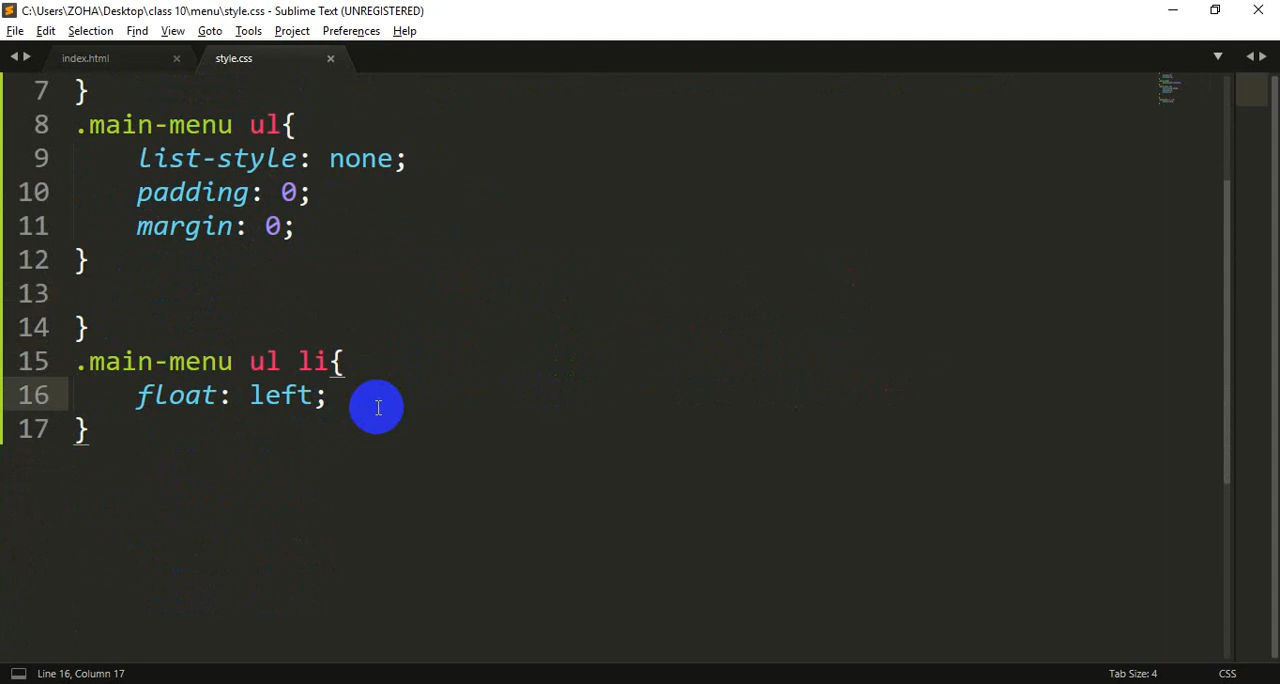 C:\Users\ZOHA\Desktop\class 10\menu\style.css - Sublime Text (UNREGISTERED)
File Edit Selection Find View Goto Tools Project Preferences Help
index.html × style.css ×
7 }
8 .main-menu ul{
9 list-style: none;
10 padding: 0;
11 margin: 0;
12 }
13
14 }
15 .main-menu ul li{
16 float: left;
17 }
Line 16, Column 17 Tab Size: 4 CSS